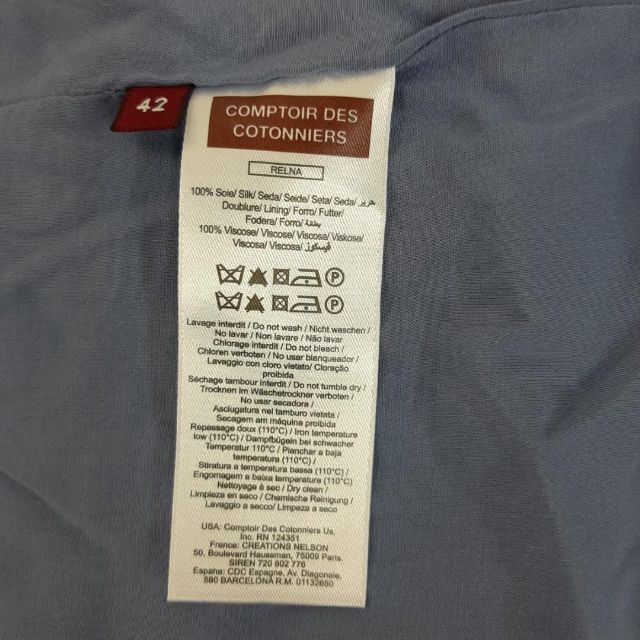 42
COMPTOIR DES
COTONNIERS
RELNA
100% Soie/ Silk/ Seda/ Seide/ Seta/ Seda/ حرير
Doublure/ Lining/ Forro/ Futter/
Fodera/ Forro/ بطانة
100% Viscose/ Viscose/ Viscosa/ Viskose/
Viscosa/ Viscosa/ فيسكوز
P
P
Lavage interdit / Do not wash / Nicht waschen /
No lavar / Non lavare / Não lavar
Chlorage interdit / Do not bleach /
Chloren verboten / No usar blanqueador /
Lavaggio con cloro vietato/ Cloração
proibida
Séchage tambour interdit / Do not tumble dry /
Trocknen im Wäschetrockner verboten /
No usar secadora /
Asciugatura nel tamburo vietata /
Secagem am máquina proibida
Repassage doux (110°C) / Iron temperature
low (110°C) / Dampfbügeln bei schwacher
Temperatur 110°C / Planchar a baja
temperatura (110°C) /
Stiratura a temperatura bassa (110°C) /
Engomagem a baixa temperatura (110°C)
Nettoyage à sec / Dry clean /
Limpieza en seco / Chemische Reinigung /
Lavaggio a secco/ Limpeza a seco
USA: Comptoir Des Cotonniers Us,
Inc. RN 124351
France: CREATIONS NELSON
50, Boulevard Haussman, 75009 Paris.
SIREN 720 802 776
España: CDC Espagne, Av. Diagonale,
580 BARCELONA R.M. 01132650